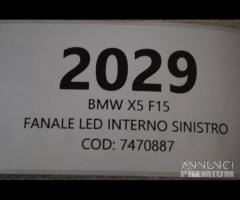 2029
BMW X5 F15
FANALE LED INTERNO SINISTRO
COD: 7470887
ANNUNCI
PREMIUM